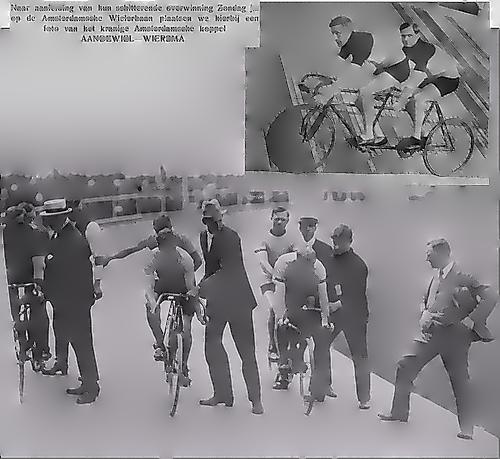 Naar aanleiding van hun schitterende overwinning Zondag j.l.
op de Amsterdamsche Wielerbaan plaatsen we hierbij een
foto van het kranige Amsterdamsche koppel
AANGEWIEL—WIERSMA